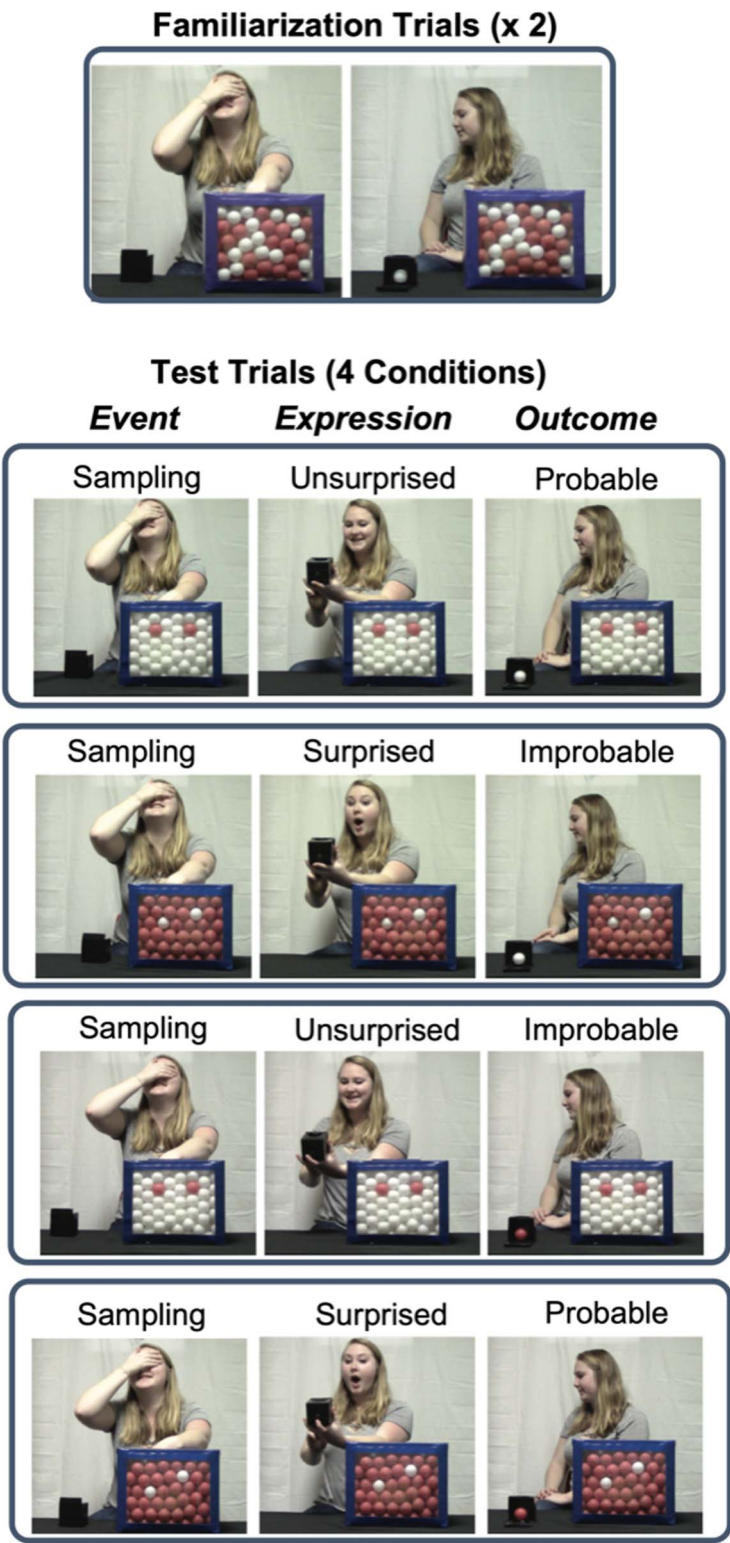 Familiarization Trials (x 2)
Test Trials (4 Conditions)
Event Expression Outcome
Sampling Unsurprised Probable
Sampling Surprised Improbable
Sampling Unsurprised Improbable
Sampling Surprised Probable